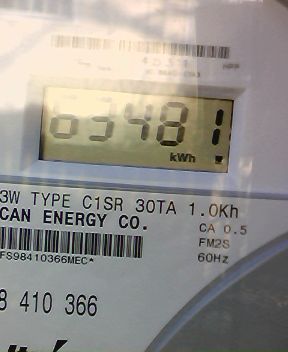 63481
kWh
3W TYPE C1SR 30TA 1.0Kh
CAN ENERGY CO. CA 0.5
FM2S
FS98410366MEC* 60Hz
8 410 366